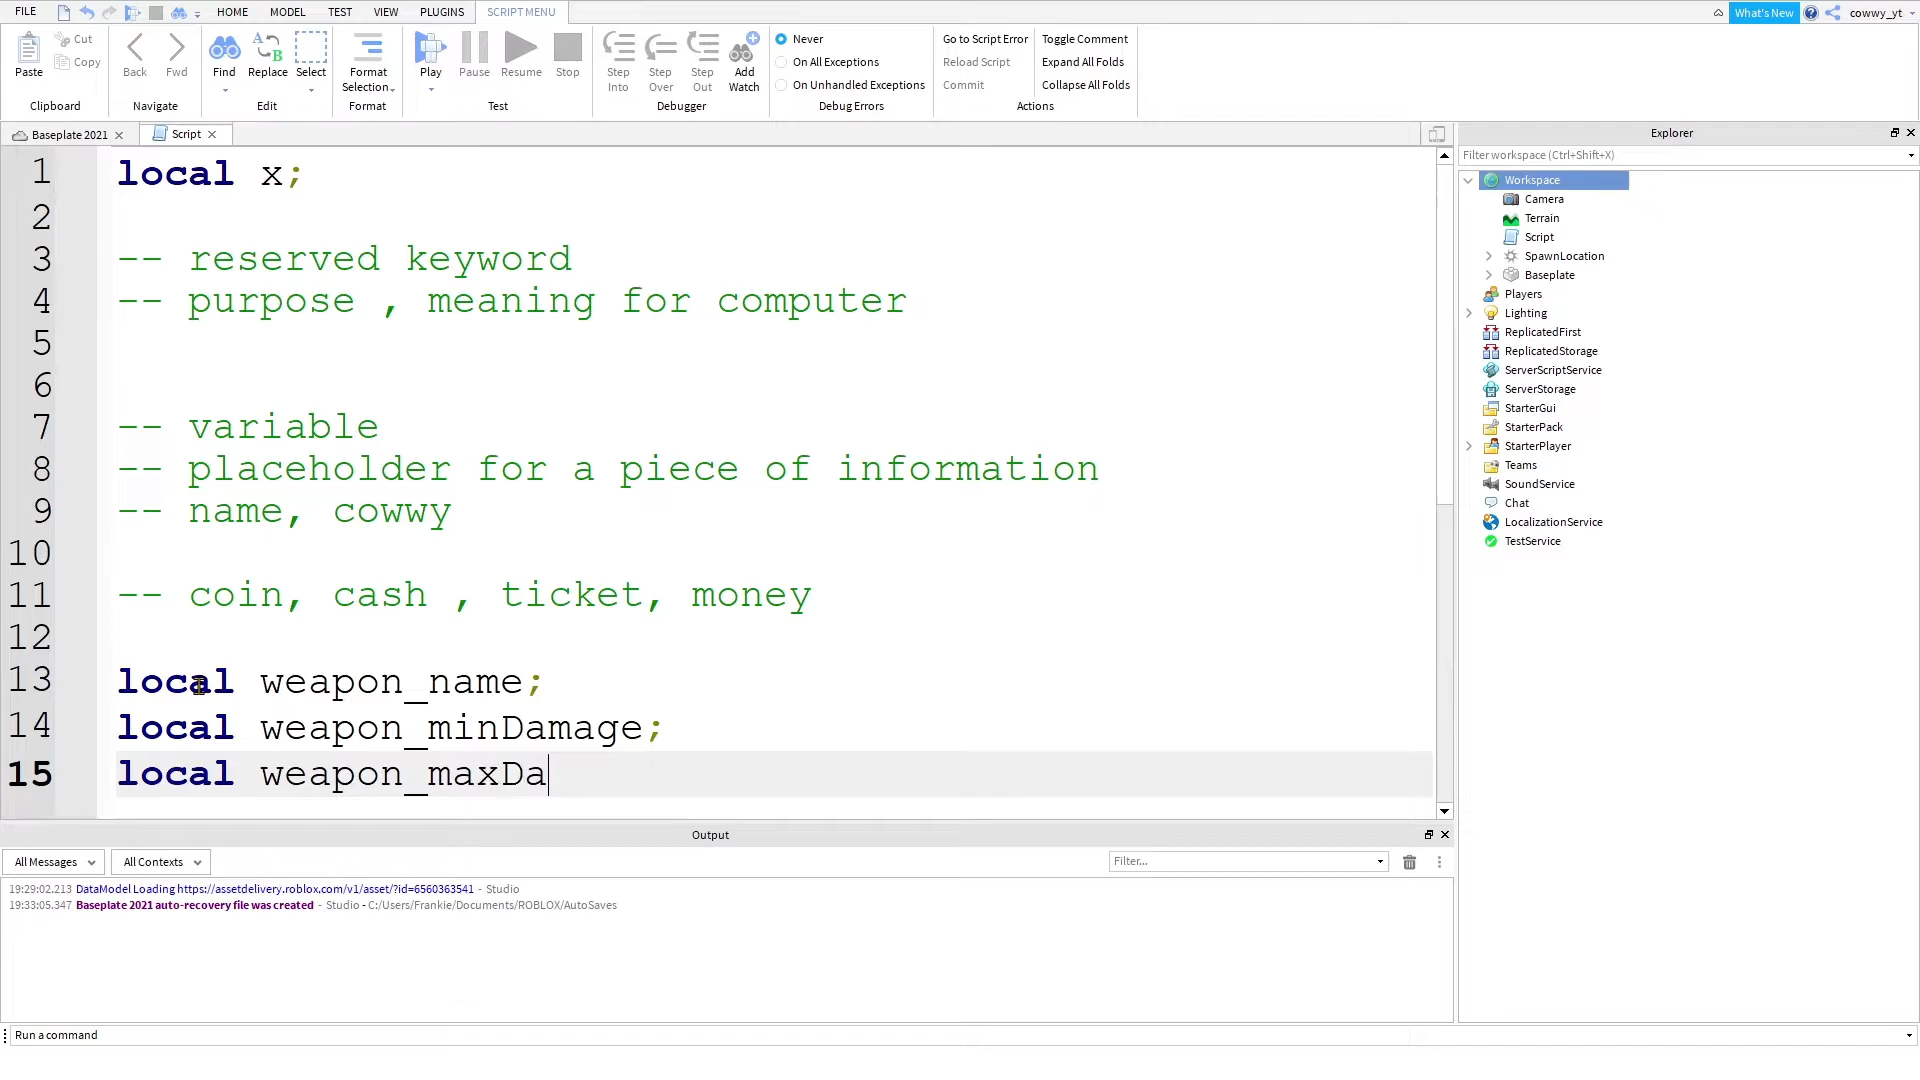 FILE HOME MODEL TEST VIEW PLUGINS SCRIPT MENU What's New cowwy_yt
Paste Cut Copy Clipboard
Back Fwd Navigate
Find Replace Select Edit
Format Selection Format
Play Pause Resume Stop Test
Step Into Step Over Step Out Add Watch Debugger
Never
On All Exceptions
On Unhandled Exceptions
Debug Errors
Go to Script Error Toggle Comment
Reload Script Expand All Folds
Commit Collapse All Folds
Actions
Baseplate 2021 Script
1 local x;
2
3 -- reserved keyword
4 -- purpose , meaning for computer
5
6
7 -- variable
8 -- placeholder for a piece of information
9 -- name, cowwy
10
11 -- coin, cash , ticket, money
12
13 local weapon_name;
14 local weapon_minDamage;
15 local weapon_maxDa
Explorer
Filter workspace (Ctrl+Shift+X)
Workspace
Camera
Terrain
Script
SpawnLocation
Baseplate
Players
Lighting
ReplicatedFirst
ReplicatedStorage
ServerScriptService
ServerStorage
StarterGui
StarterPack
StarterPlayer
Teams
SoundService
Chat
LocalizationService
TestService
Output
All Messages All Contexts Filter...
19:29:02.213 DataModel Loading https://assetdelivery.roblox.com/v1/asset/?id=6560363541 - Studio
19:33:05.347 Baseplate 2021 auto-recovery file was created - Studio - C:/Users/Frankie/Documents/ROBLOX/AutoSaves
Run a command